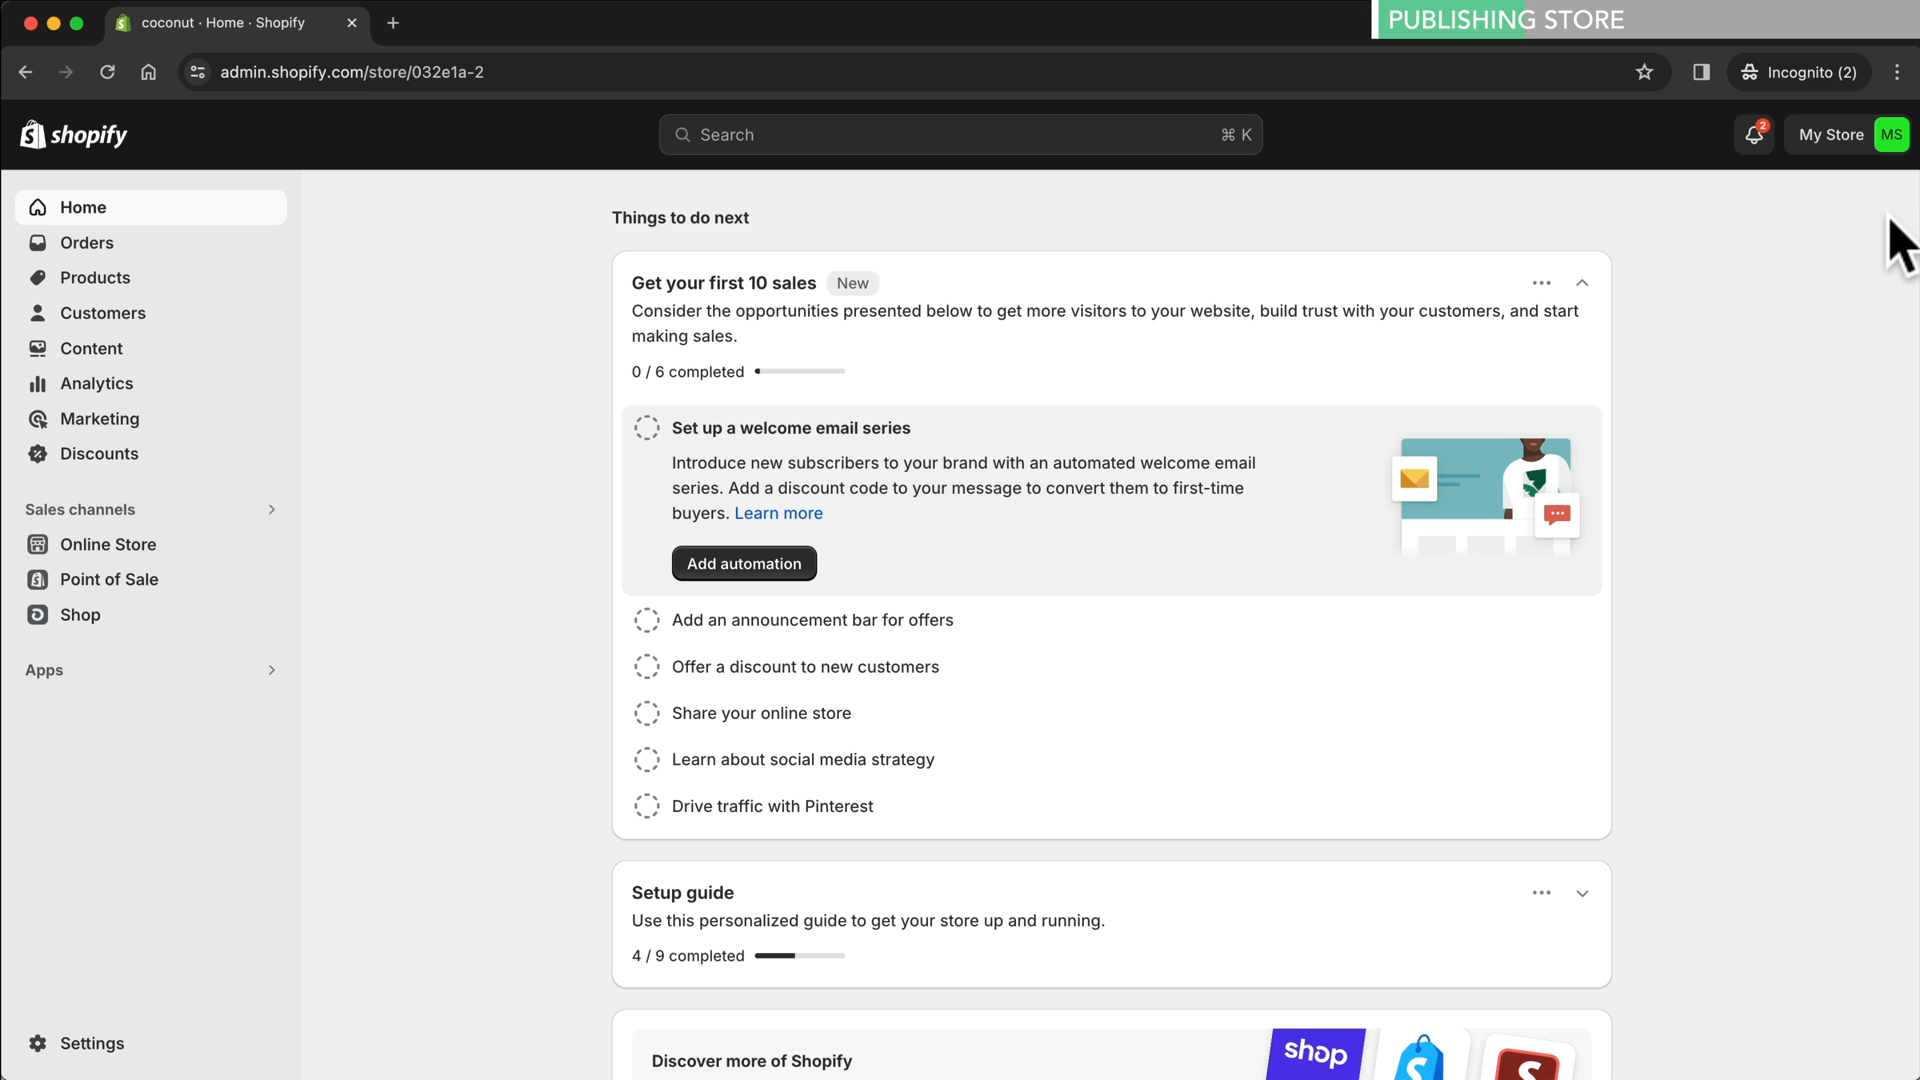 coconut · Home · Shopify
PUBLISHING STORE
admin.shopify.com/store/032e1a-2
Incognito (2)
shopify
Search
⌘ K
2
My Store
MS
Home
Orders
Products
Customers
Content
Analytics
Marketing
Discounts
Sales channels
Online Store
Point of Sale
Shop
Apps
Settings
Things to do next
Get your first 10 sales
New
Consider the opportunities presented below to get more visitors to your website, build trust with your customers, and start
making sales.
0 / 6 completed
Set up a welcome email series
Introduce new subscribers to your brand with an automated welcome email
series. Add a discount code to your message to convert them to first-time
buyers. Learn more
Add automation
Add an announcement bar for offers
Offer a discount to new customers
Share your online store
Learn about social media strategy
Drive traffic with Pinterest
Setup guide
Use this personalized guide to get your store up and running.
4 / 9 completed
Discover more of Shopify
shop